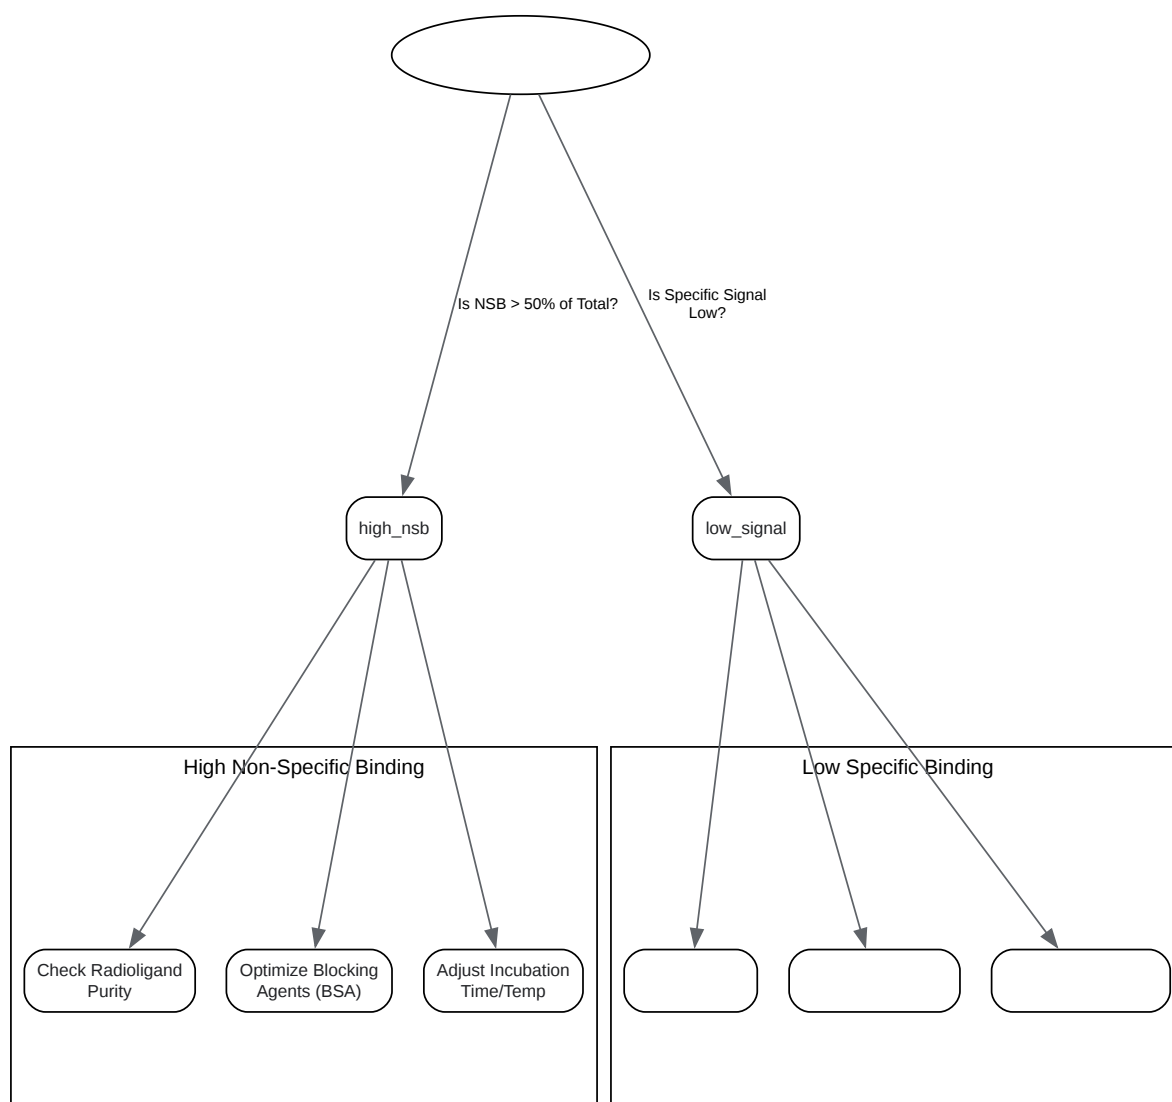 Is NSB > 50% of Total?
Is Specific Signal
Low?
high_nsb
low_signal
High Non-Specific Binding
Low Specific Binding
Check Radioligand
Purity
Optimize Blocking
Agents (BSA)
Adjust Incubation
Time/Temp